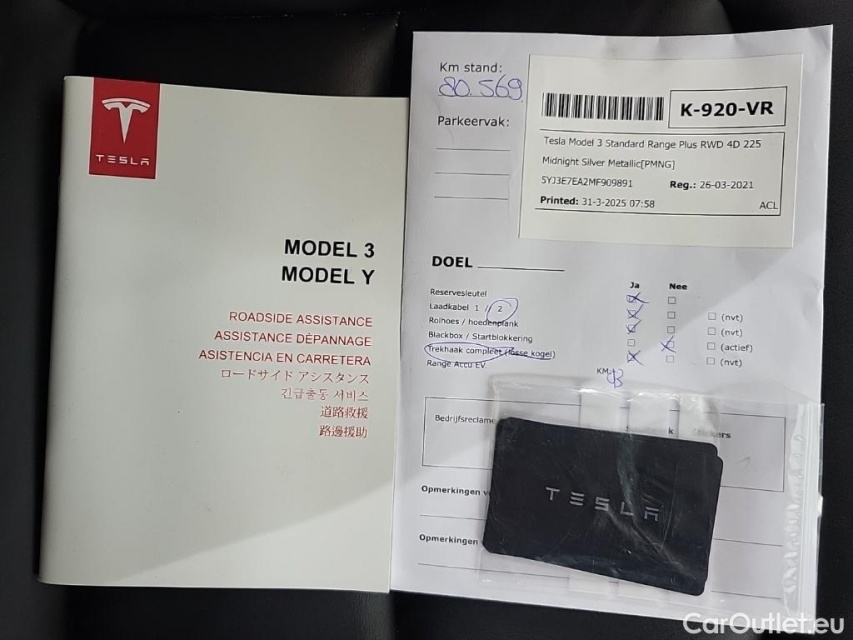 TESLA
MODEL 3
MODEL Y
ROADSIDE ASSISTANCE
ASSISTANCE DÉPANNAGE
ASISTENCIA EN CARRETERA
ロードサイド アシスタンス
긴급출동 서비스
道路救援
路邊援助
Km stand:
80.569
Parkeervak:
K-920-VR
Tesla Model 3 Standard Range Plus RWD 4D 225
Midnight Silver Metallic[PMNG]
5YJ3E7EA2MF909891 Reg.: 26-03-2021
Printed: 31-3-2025 07:58 ACL
DOEL
Ja Nee
Reservesleutel
Laadkabel 1 / 2 (nvt)
Rolhoes / hoedenplank (nvt)
Blackbox / Startblokkering (actief)
Trekhaak compleet (losse kogel) (nvt)
Range Accu EV KM:
Bedrijfsreclame
Opmerkingen
Opmerkingen
TESLA
CarOutlet.eu